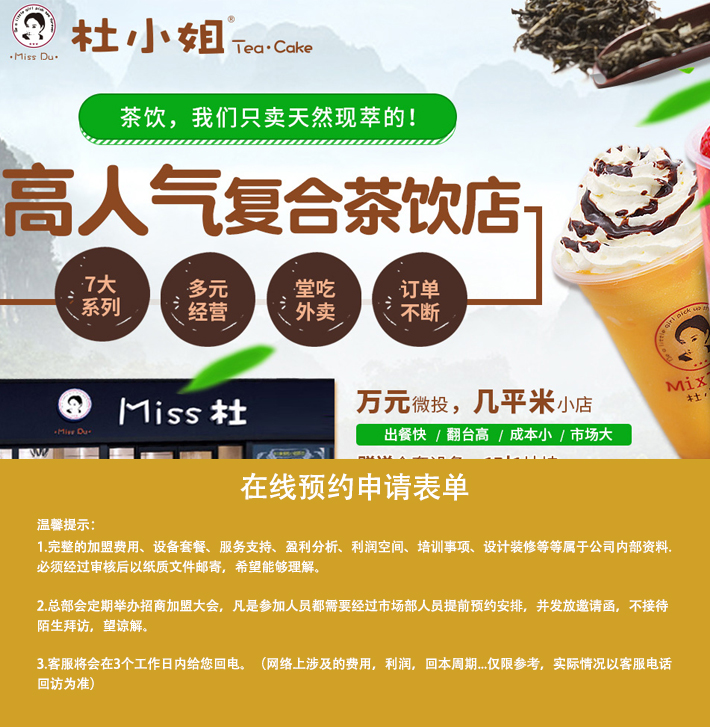 杜小姐®
Tea·Cake
·Miss Du·
茶饮，我们只卖天然现萃的！
高人气复合茶饮店
7大
系列
多元
经营
堂吃
外卖
订单
不断
Miss 杜
·Miss Du·
万元微投，几平米小店
出餐快 / 翻台高 / 成本小 / 市场大
在线预约申请表单
温馨提示：
1.完整的加盟费用、设备套餐、服务支持、盈利分析、利润空间、培训事项、设计装修等等属于公司内部资料.
必须经过审核后以纸质文件邮寄，希望能够理解。
2.总部会定期举办招商加盟大会，凡是参加人员都需要经过市场部人员提前预约安排，并发放邀请函，不接待
陌生拜访，望谅解。
3.客服将会在3个工作日内给您回电。（网络上涉及的费用，利润，回本周期...仅限参考，实际情况以客服电话
回访为准）